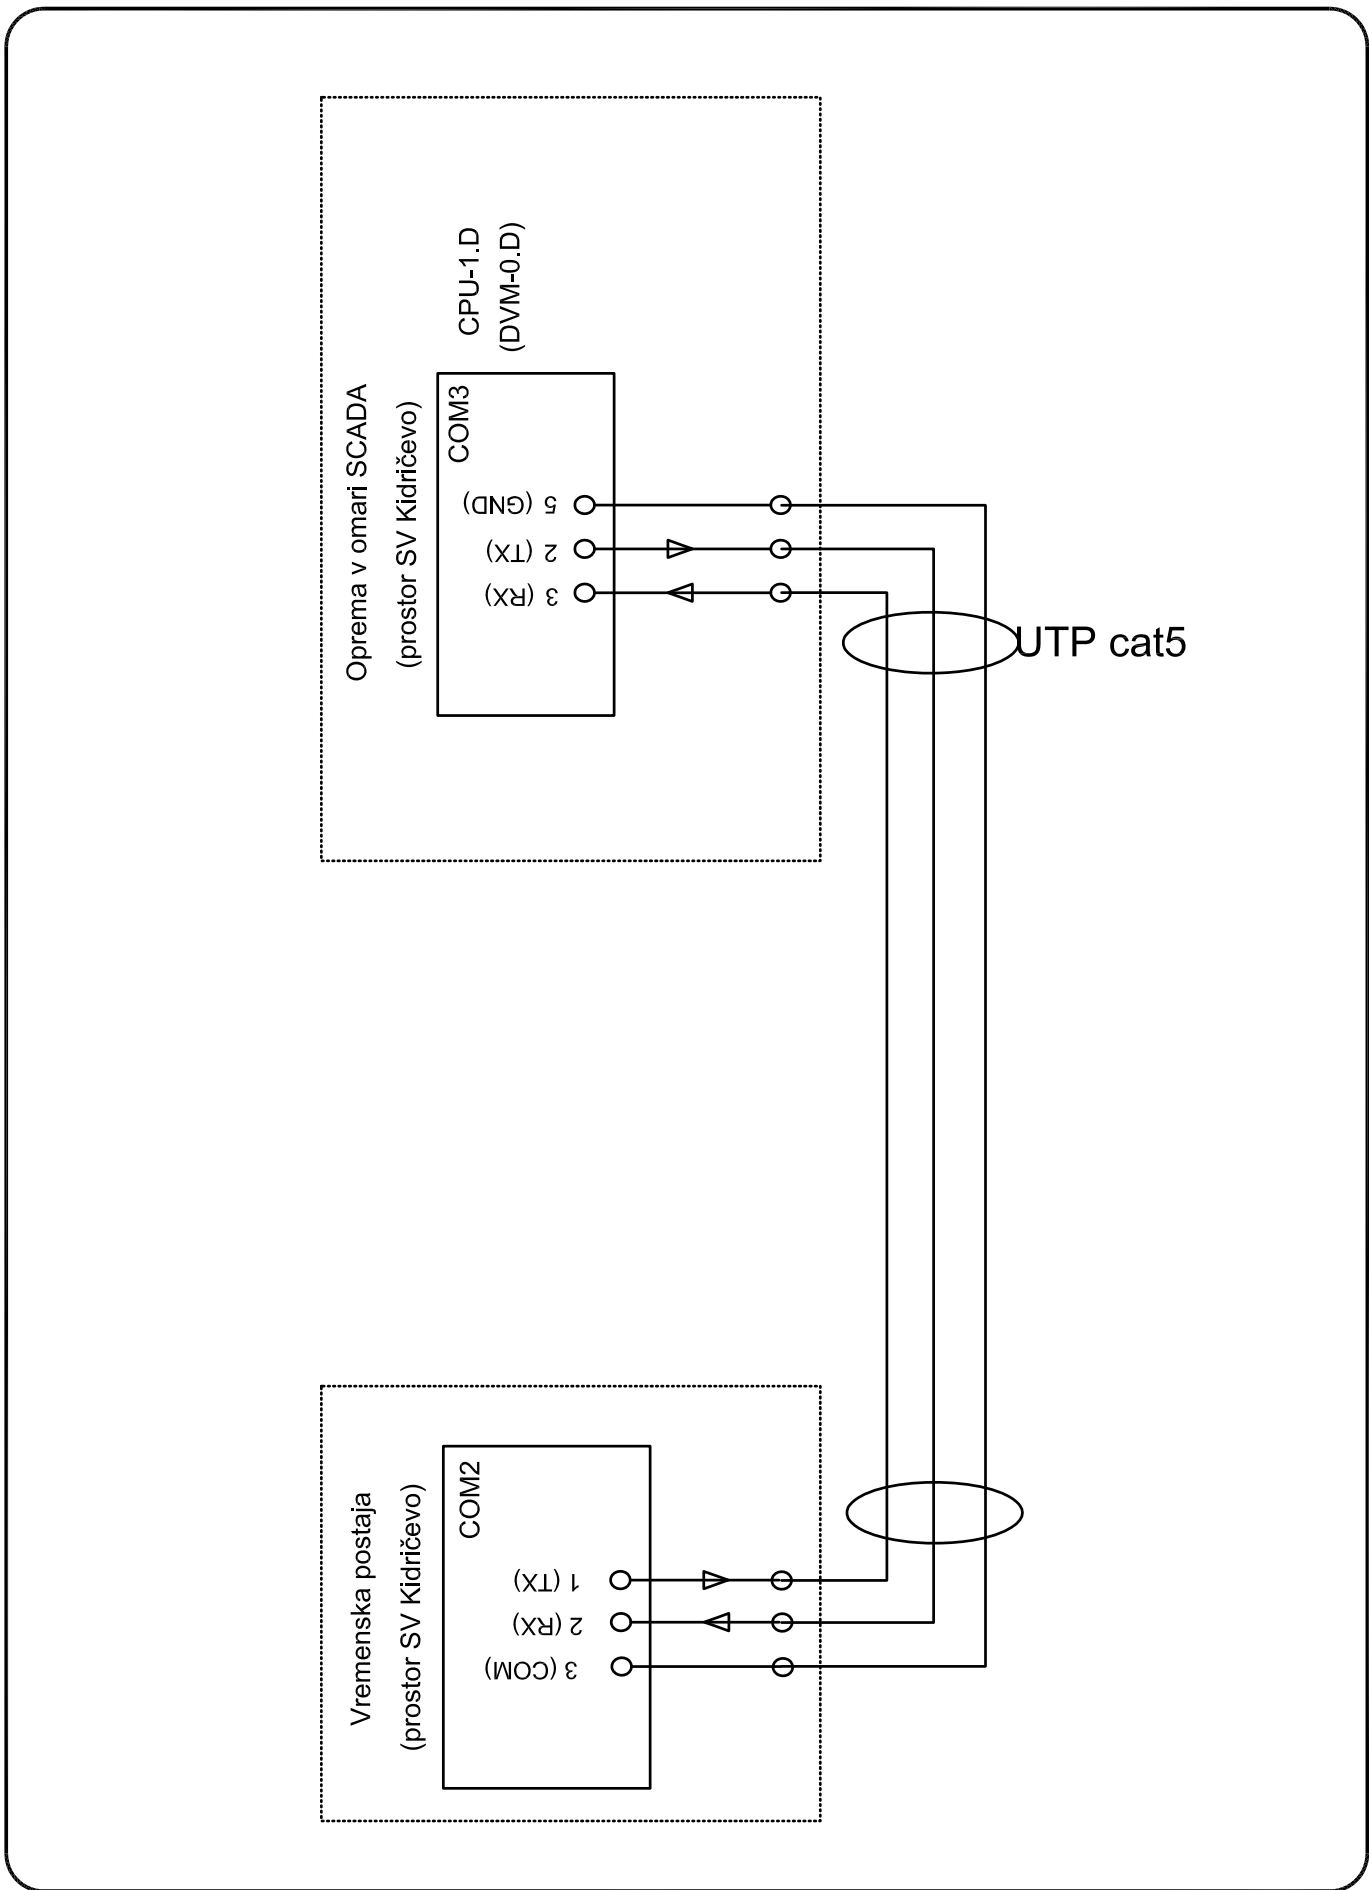 Oprema v omari SCADA
(prostor SV Kidričevo)
CPU-1.D
(DVM-0.D)
COM3
5 (GND)
2 (TX)
3 (RX)
UTP cat5
Vremenska postaja
(prostor SV Kidričevo)
COM2
1 (TX)
2 (RX)
3 (COM)